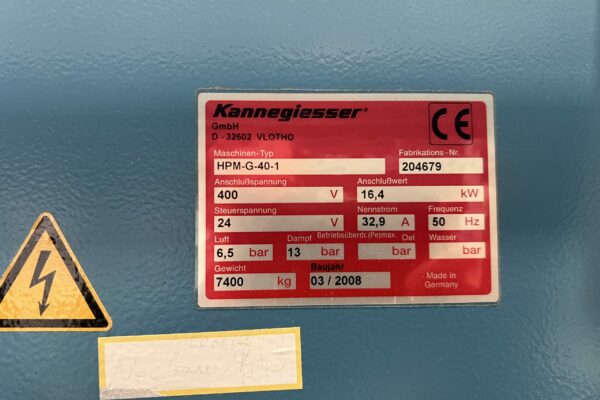 Kannegiesser
GmbH
D - 32602 VLOTHO
CE
Maschinen-Typ Fabrikations - Nr.
HPM-G-40-1 204679
Anschlußspannung Anschlußwert
400 V 16,4 kW
Steuerspannung Nennstrom Frequenz
24 V 32,9 A 50 Hz
Luft Dampf Betriebsüberdr.(Pe)max. Oel Wasser
6,5 bar 13 bar bar bar
Gewicht Baujahr
7400 kg 03 / 2008
Made in
Germany